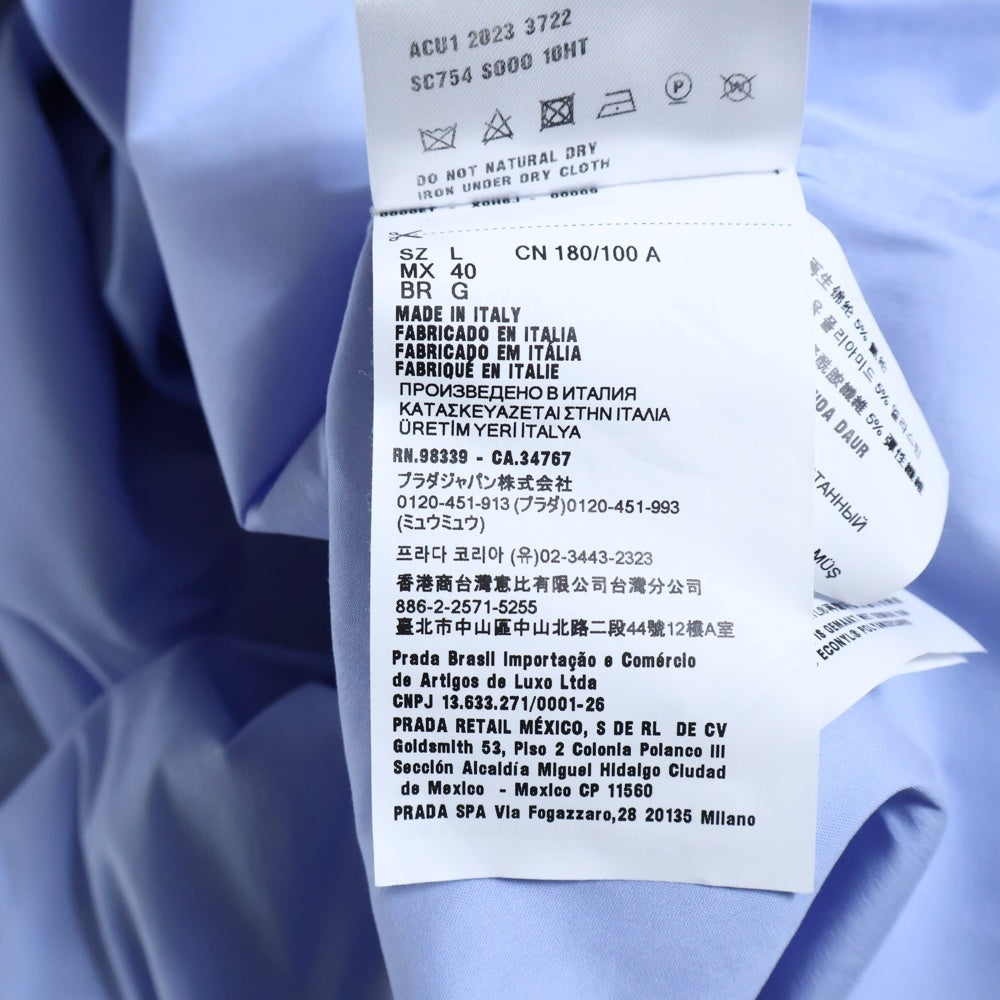 ACU1 2023 3722
SC754 S000 10HT
DO NOT NATURAL DRY
IRON UNDER DRY CLOTH
SZ L CN 180/100 A
MX 40
BR G
MADE IN ITALY
FABRICADO EN ITALIA
FABRICADO EM ITÁLIA
FABRIQUÉ EN ITALIE
ПРОИЗВЕДЕНО В ИТАЛИЯ
ΚΑΤΑΣΚΕΥΑΖΕΤΑΙ ΣΤΗΝ ΙΤΑΛΙΑ
ÜRETİM YERİ İTALYA
RN.98339 - CA.34767
プラダジャパン株式会社
0120-451-913 (プラダ)0120-451-993
(ミュウミュウ)
프라다 코리아 (유)02-3443-2323
香港商台灣意比有限公司台灣分公司
886-2-2571-5255
臺北市中山區中山北路二段44號12樓A室
Prada Brasil Importação e Comércio
de Artigos de Luxo Ltda
CNPJ 13.633.271/0001-26
PRADA RETAIL MÉXICO, S DE RL DE CV
Goldsmith 53, Piso 2 Colonia Polanco III
Sección Alcaldía Miguel Hidalgo Ciudad
de Mexico - Mexico CP 11560
PRADA SPA Via Fogazzaro,28 20135 Milano
5%
5%
5%
DAUR